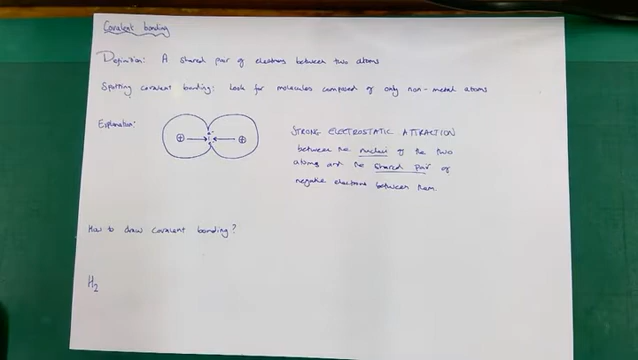 Covalent bonding
Definition: A shared pair of electrons between two atoms
Spotting covalent bonding: Look for molecules composed of only non-metal atoms
Explanation:
+ +
STRONG ELECTROSTATIC ATTRACTION
between the nuclei of the two
atoms and the shared pair of
negative electrons between them.
How to draw covalent bonding?
H₂